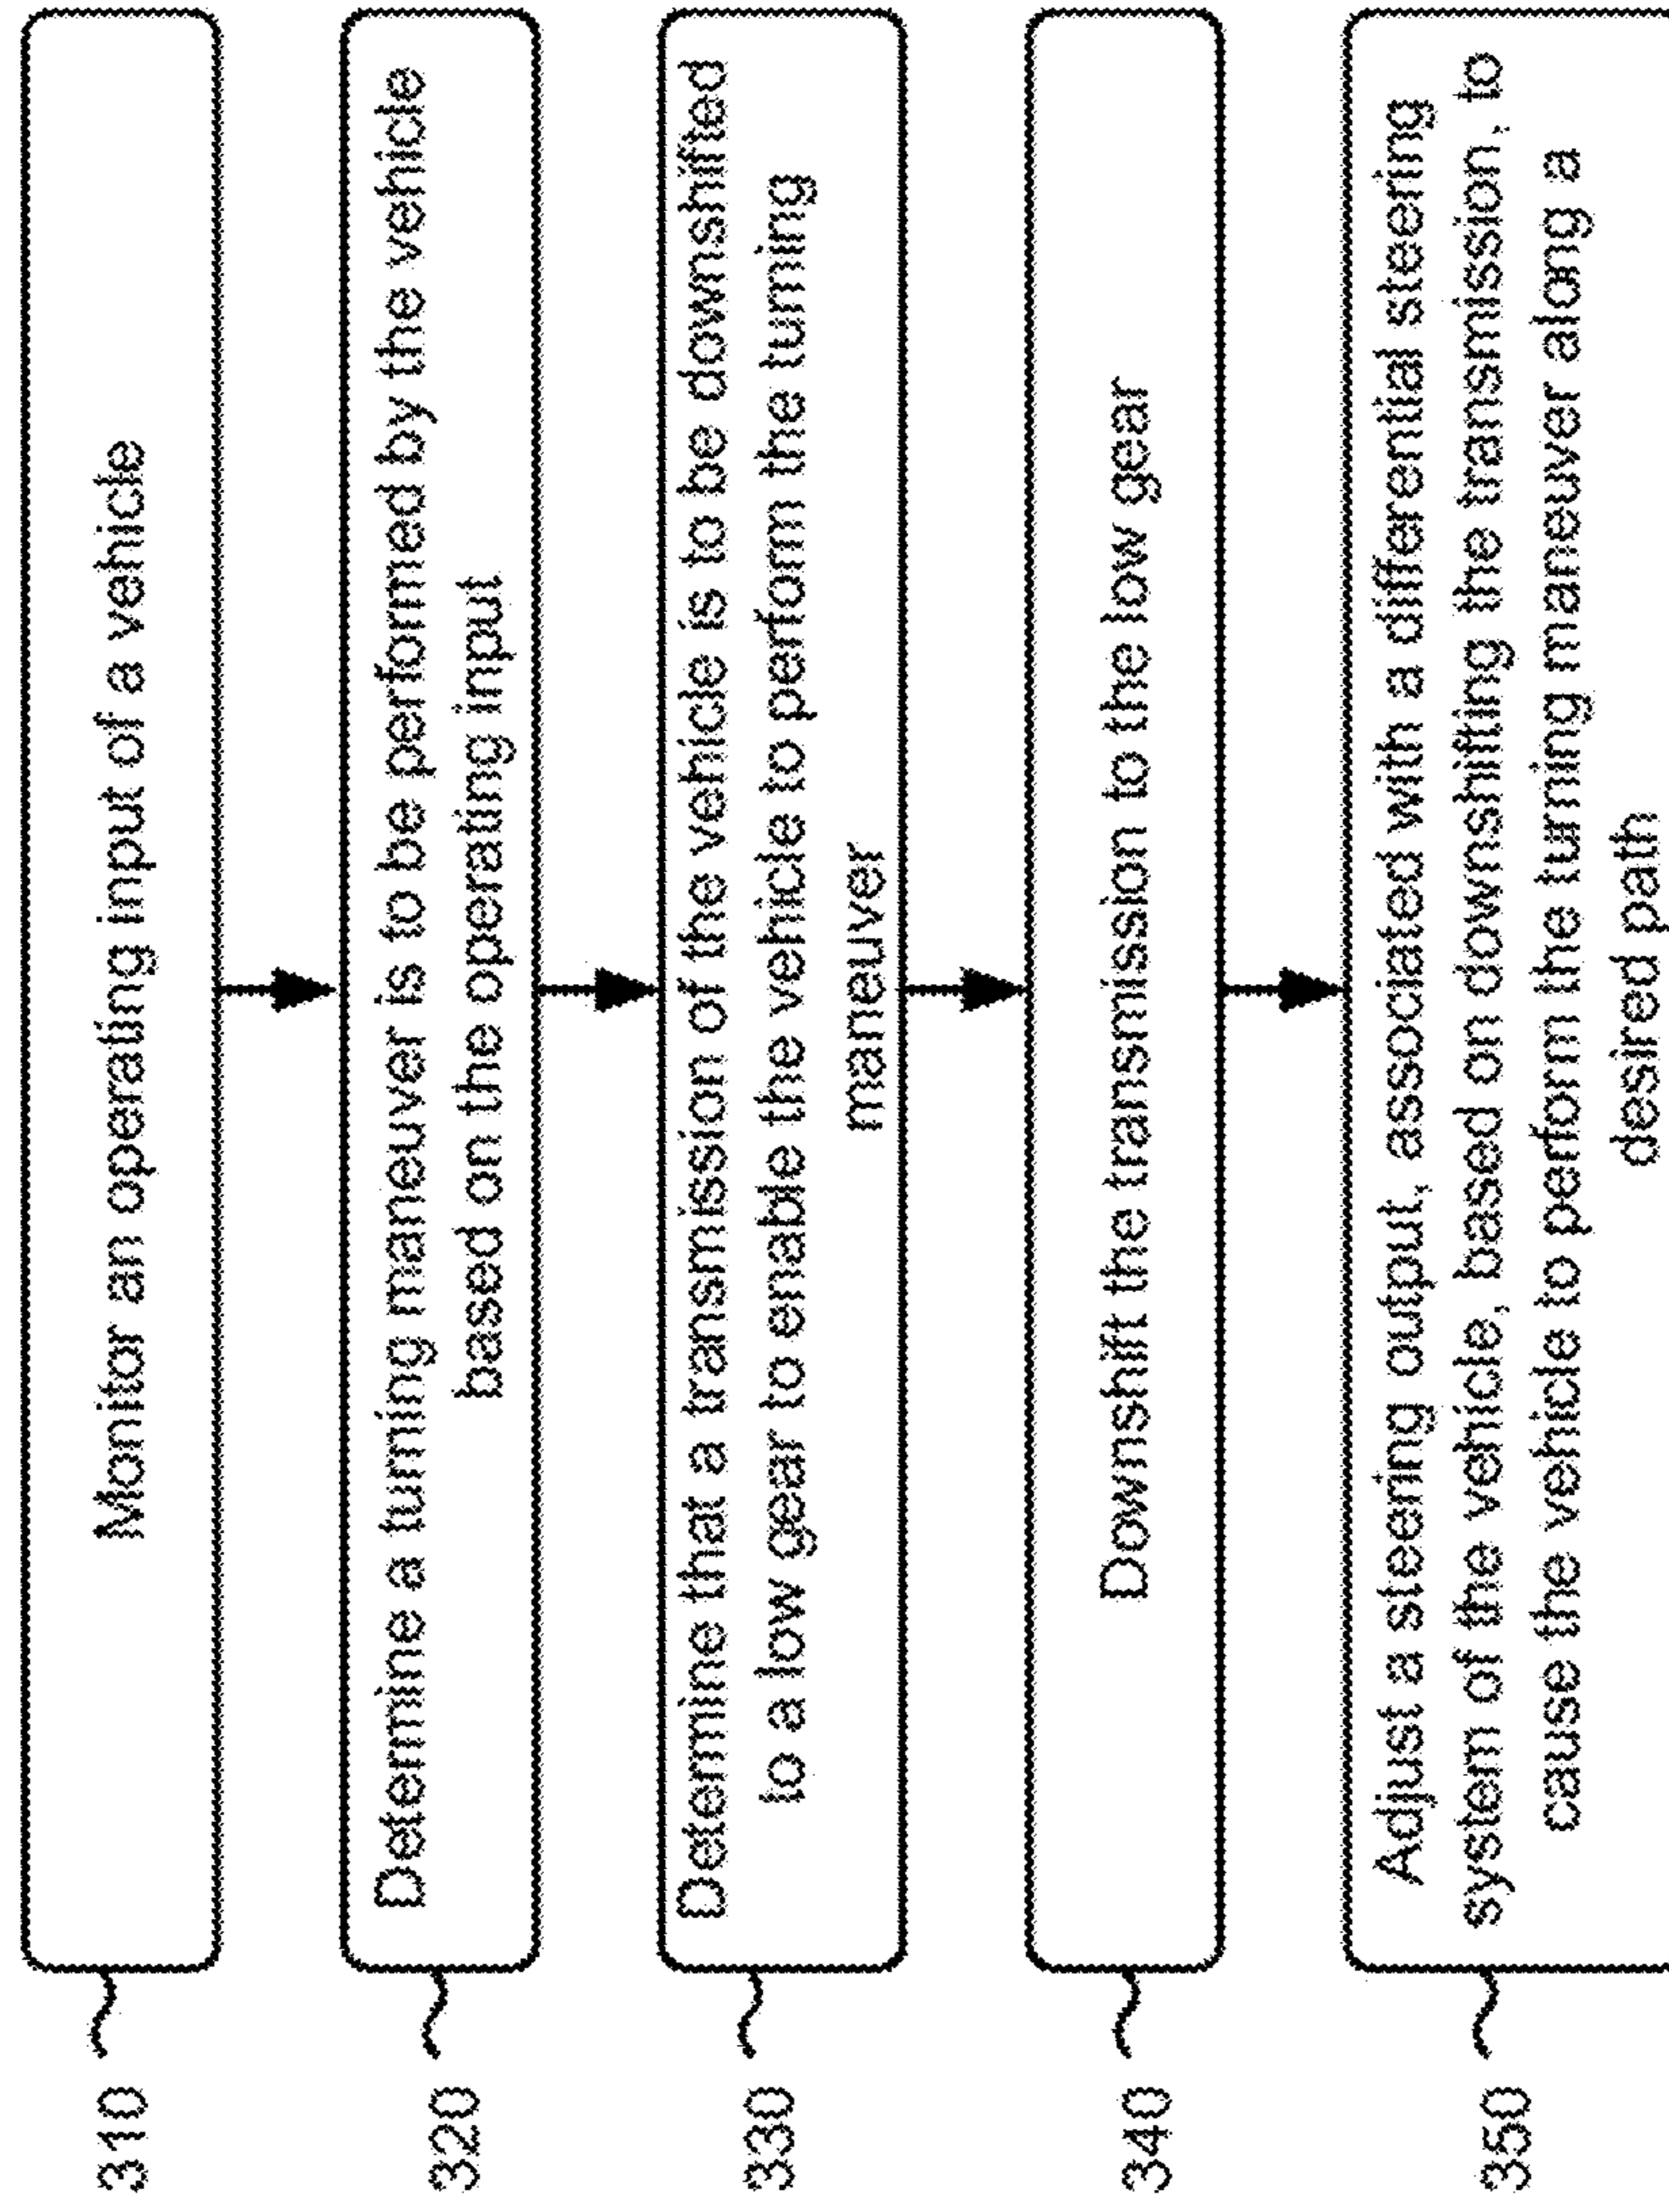 310
Monitor an operating input of a vehicle
320
Determine a turning maneuver is to be performed by the vehicle
based on the operating input
330
Determine that a transmission of the vehicle is to be downshifted
to a low gear to enable the vehicle to perform the turning
maneuver
340
Downshift the transmission to the low gear
350
Adjust a steering output, associated with a differential steering
system of the vehicle, based on downshifting the transmission, to
cause the vehicle to perform the turning maneuver along a
desired path